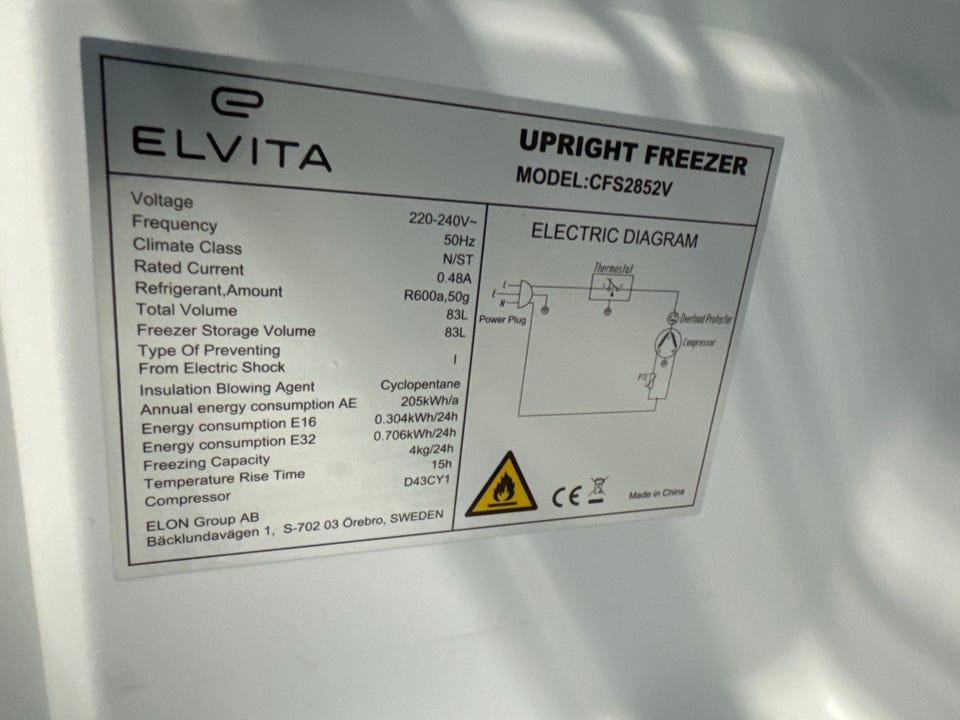 ELVITA
UPRIGHT FREEZER
MODEL:CFS2852V
Voltage 220-240V~
Frequency 50Hz
Climate Class N/ST
Rated Current 0.48A
Refrigerant,Amount R600a,50g
Total Volume 83L
Freezer Storage Volume 83L
Type Of Preventing
From Electric Shock I
Insulation Blowing Agent Cyclopentane
Annual energy consumption AE 205kWh/a
Energy consumption E16 0.304kWh/24h
Energy consumption E32 0.706kWh/24h
Freezing Capacity 4kg/24h
Temperature Rise Time 15h
Compressor D43CY1
ELON Group AB
Bäcklundavägen 1, S-702 03 Örebro, SWEDEN
ELECTRIC DIAGRAM
Thermostat
L
E
N
Power Plug
Overload Protector
Compressor
PTC
CE
Made in China